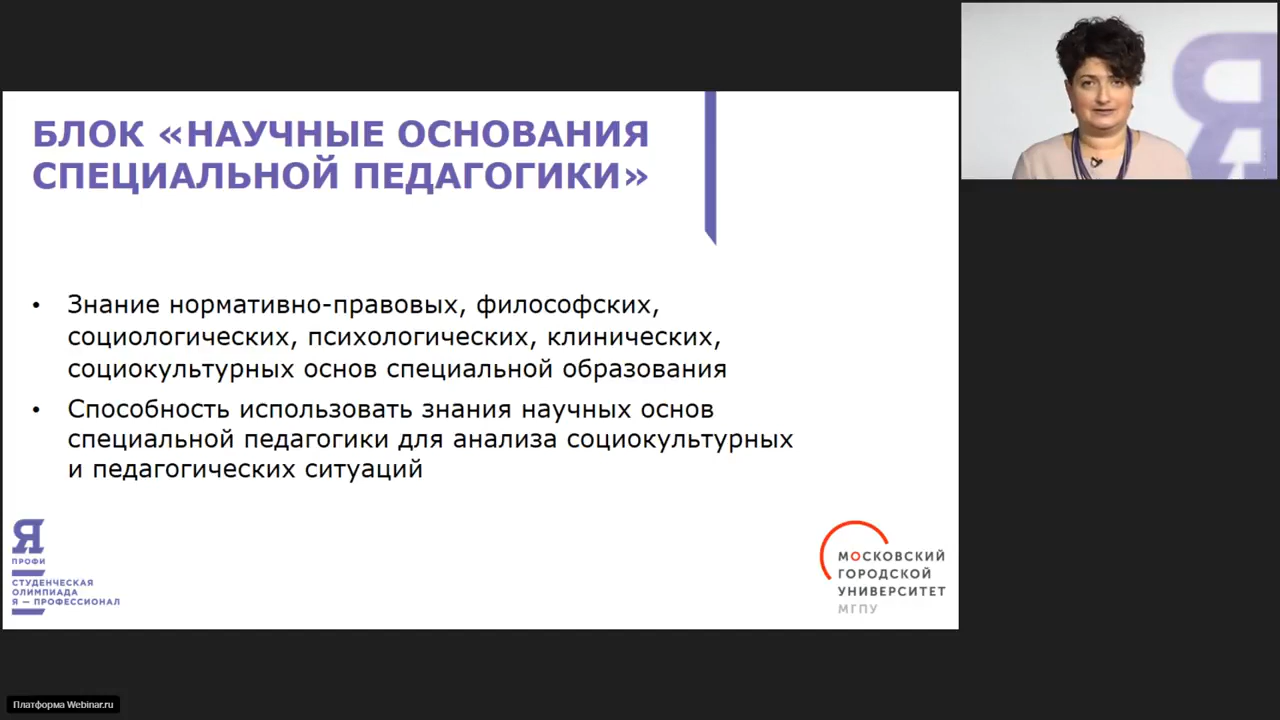 БЛОК «НАУЧНЫЕ ОСНОВАНИЯ
СПЕЦИАЛЬНОЙ ПЕДАГОГИКИ»
• Знание нормативно-правовых, философских,
социологических, психологических, клинических,
социокультурных основ специальной образования
• Способность использовать знания научных основ
специальной педагогики для анализа социокультурных
и педагогических ситуаций
Я
ПРОФИ
СТУДЕНЧЕСКАЯ
ОЛИМПИАДА
Я — ПРОФЕССИОНАЛ
МОСКОВСКИЙ
ГОРОДСКОЙ
УНИВЕРСИТЕТ
МГПУ
Я
Платформа Webinar.ru